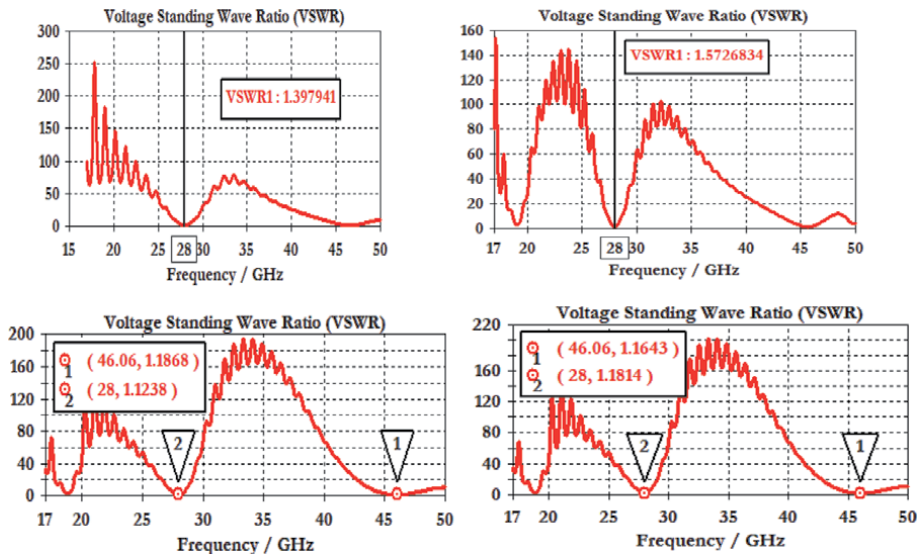 Voltage Standing Wave Ratio (VSWR)
300
250
200
150
100
50
0
VSWR1 : 1.397941
15 20 25 28 30 35 40 45 50
Frequency / GHz
Voltage Standing Wave Ratio (VSWR)
160
140
120
100
80
60
40
20
0
VSWR1 : 1.5726834
17 20 25 28 30 35 40 45 50
Frequency / GHz
Voltage Standing Wave Ratio (VSWR)
200
160
120
80
40
0
1 ( 46.06, 1.1868 )
2 ( 28, 1.1238 )
2
1
17 20 25 30 35 40 45 50
Frequency / GHz
Voltage Standing Wave Ratio (VSWR)
220
200
160
120
80
40
0
1 ( 46.06, 1.1643 )
2 ( 28, 1.1814 )
2
1
17 20 25 30 35 40 45 50
Frequency / GHz